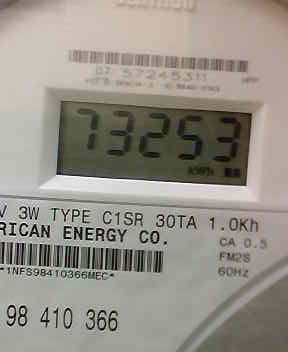 07 57245311
73253
kWh
V 3W TYPE C1SR 30TA 1.0Kh
RICAN ENERGY CO.
CA 0.5
FM2S
60Hz
*1NFS98410366MEC*
98 410 366